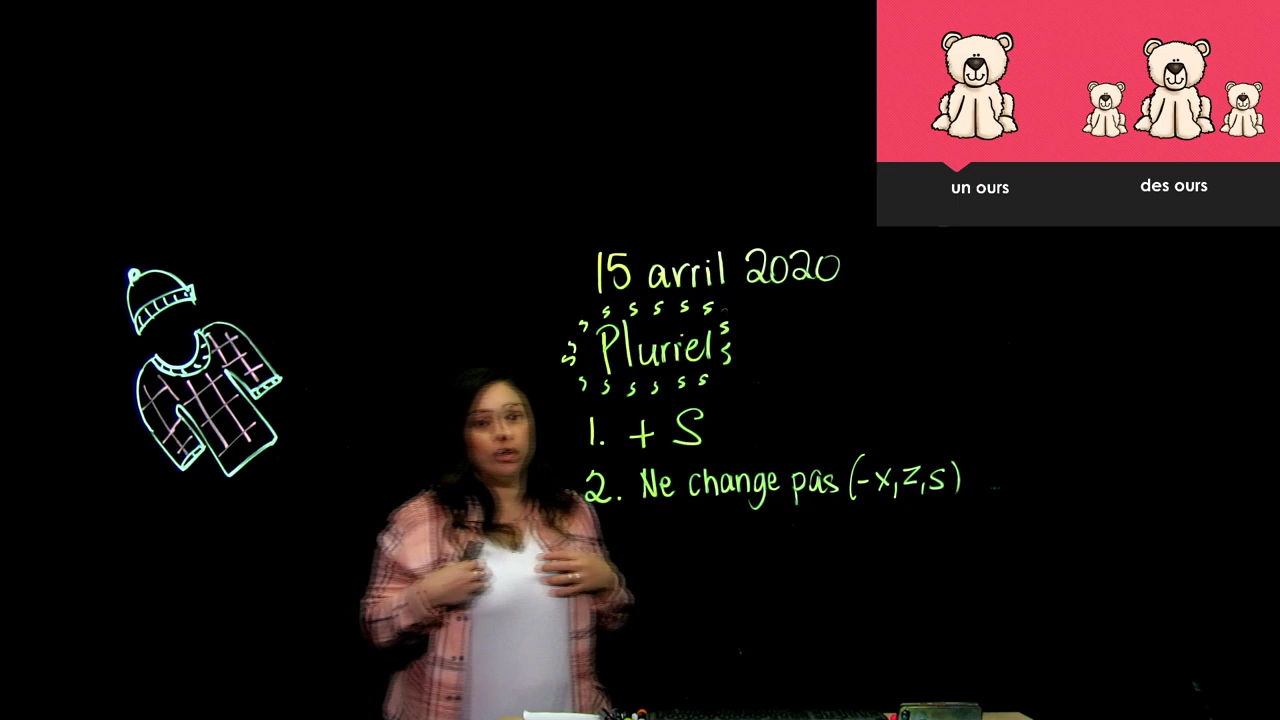 un ours
des ours
15 avril 2020
s s s s s
s Pluriel s
s s
s s s s s s
1. + S
2. Ne change pas (-x,z,s)